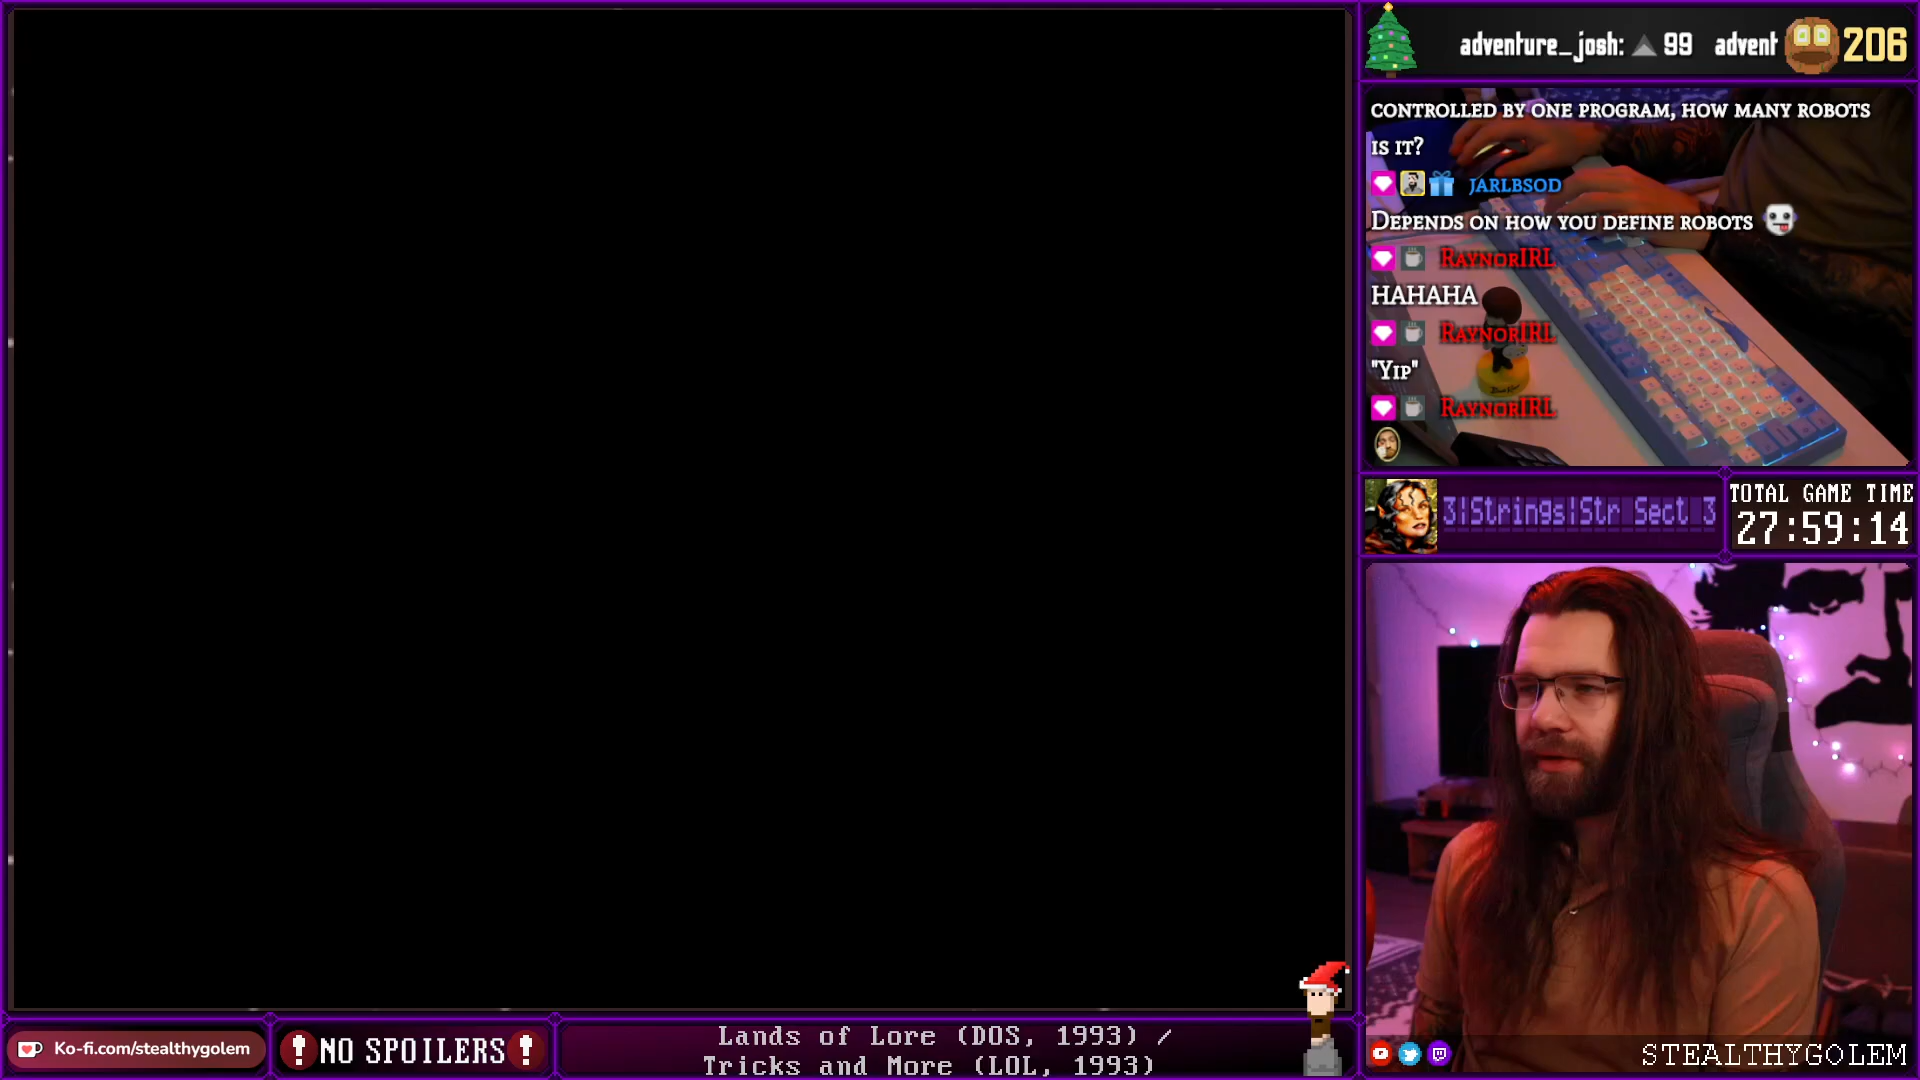 adventure_josh: 99 advent
206
controlled by one program, how many robots
is it?
jarlbsod
Depends on how you define robots
RaynorIRL
HAHAHA
RaynorIRL
"Yip"
RaynorIRL
3|Strings|Str Sect 3
TOTAL GAME TIME
27:59:14
Ko-fi.com/stealthygolem
! NO SPOILERS !
Lands of Lore (DOS, 1993) /
Tricks and More (LOL, 1993)
STEALTHYGOLEM